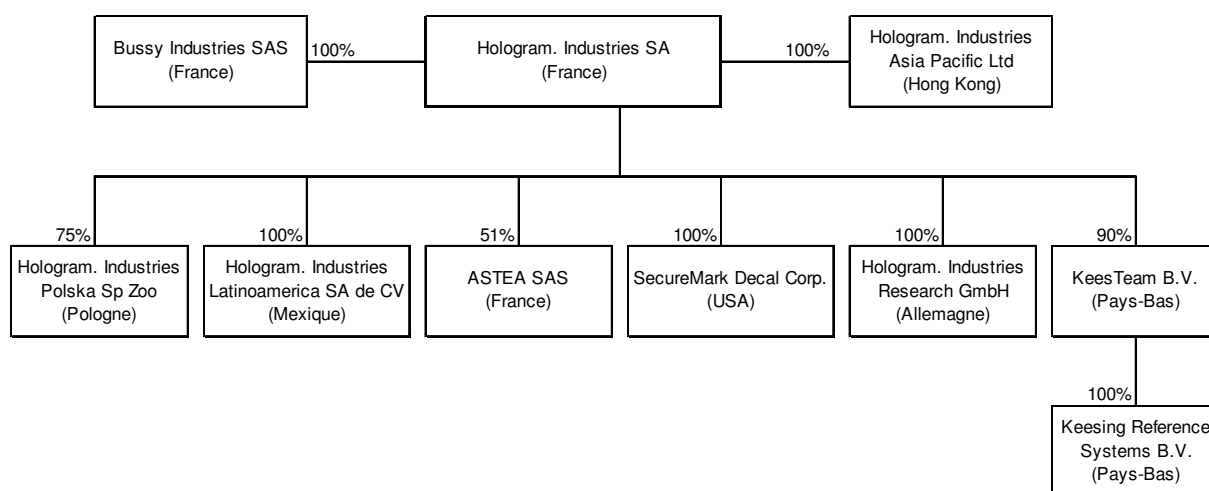 Bussy Industries SAS
(France)
100%
Hologram. Industries SA
(France)
100%
Hologram. Industries
Asia Pacific Ltd
(Hong Kong)
75%
Hologram. Industries
Polska Sp Zoo
(Pologne)
100%
Hologram. Industries
Latinoamerica SA de CV
(Mexique)
51%
ASTEA SAS
(France)
100%
SecureMark Decal Corp.
(USA)
100%
Hologram. Industries
Research GmbH
(Allemagne)
90%
KeesTeam B.V.
(Pays-Bas)
100%
Keesing Reference
Systems B.V.
(Pays-Bas)